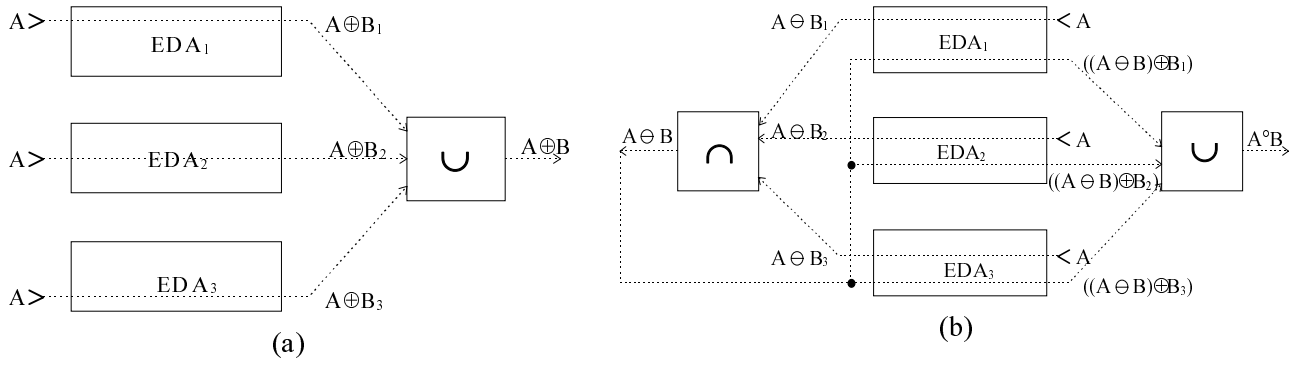 A>
EDA₁
A⊕B₁
A>
EDA₂
A⊕B₂
∪
A⊕B
A>
EDA₃
A⊕B₃
(a)
A⊖B₁
EDA₁
< A
((A⊖B)⊕B₁)
A⊖B
∩
A⊖B₂
EDA₂
< A
((A⊖B)⊕B₂)
∪
A°B
A⊖B₃
EDA₃
< A
((A⊖B)⊕B₃)
(b)